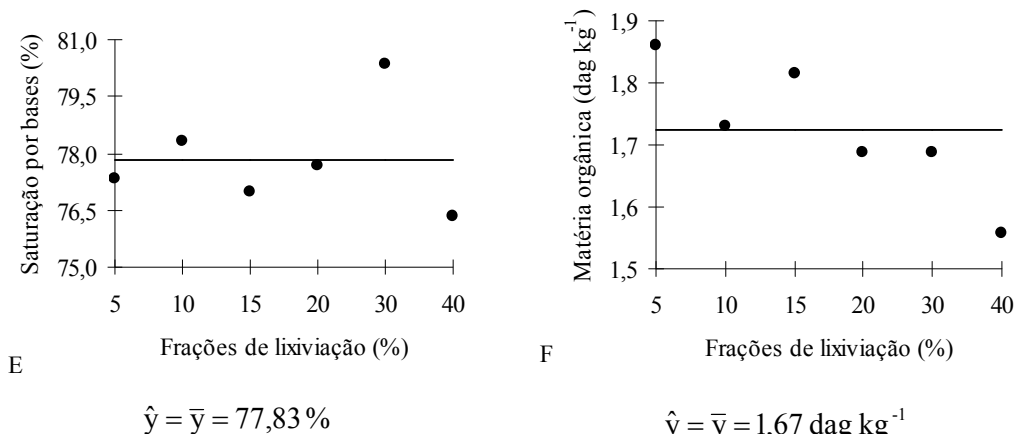 Saturação por bases (%)
81,0
79,5
78,0
76,5
75,0
5 10 15 20 30 40
Frações de lixiviação (%)
E
ŷ = ȳ = 77,83 %
Matéria orgânica (dag kg⁻¹)
1,9
1,8
1,7
1,6
1,5
5 10 15 20 30 40
Frações de lixiviação (%)
F
ŷ = ȳ = 1,67 dag kg⁻¹